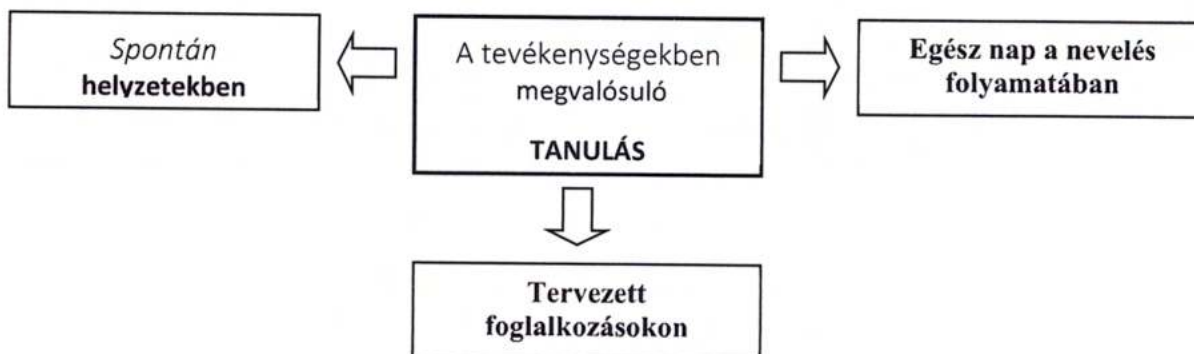 Spontán
helyzetekben
A tevékenységekben
megvalósuló
TANULÁS
Egész nap a nevelés
folyamatában
Tervezett
foglalkozásokon